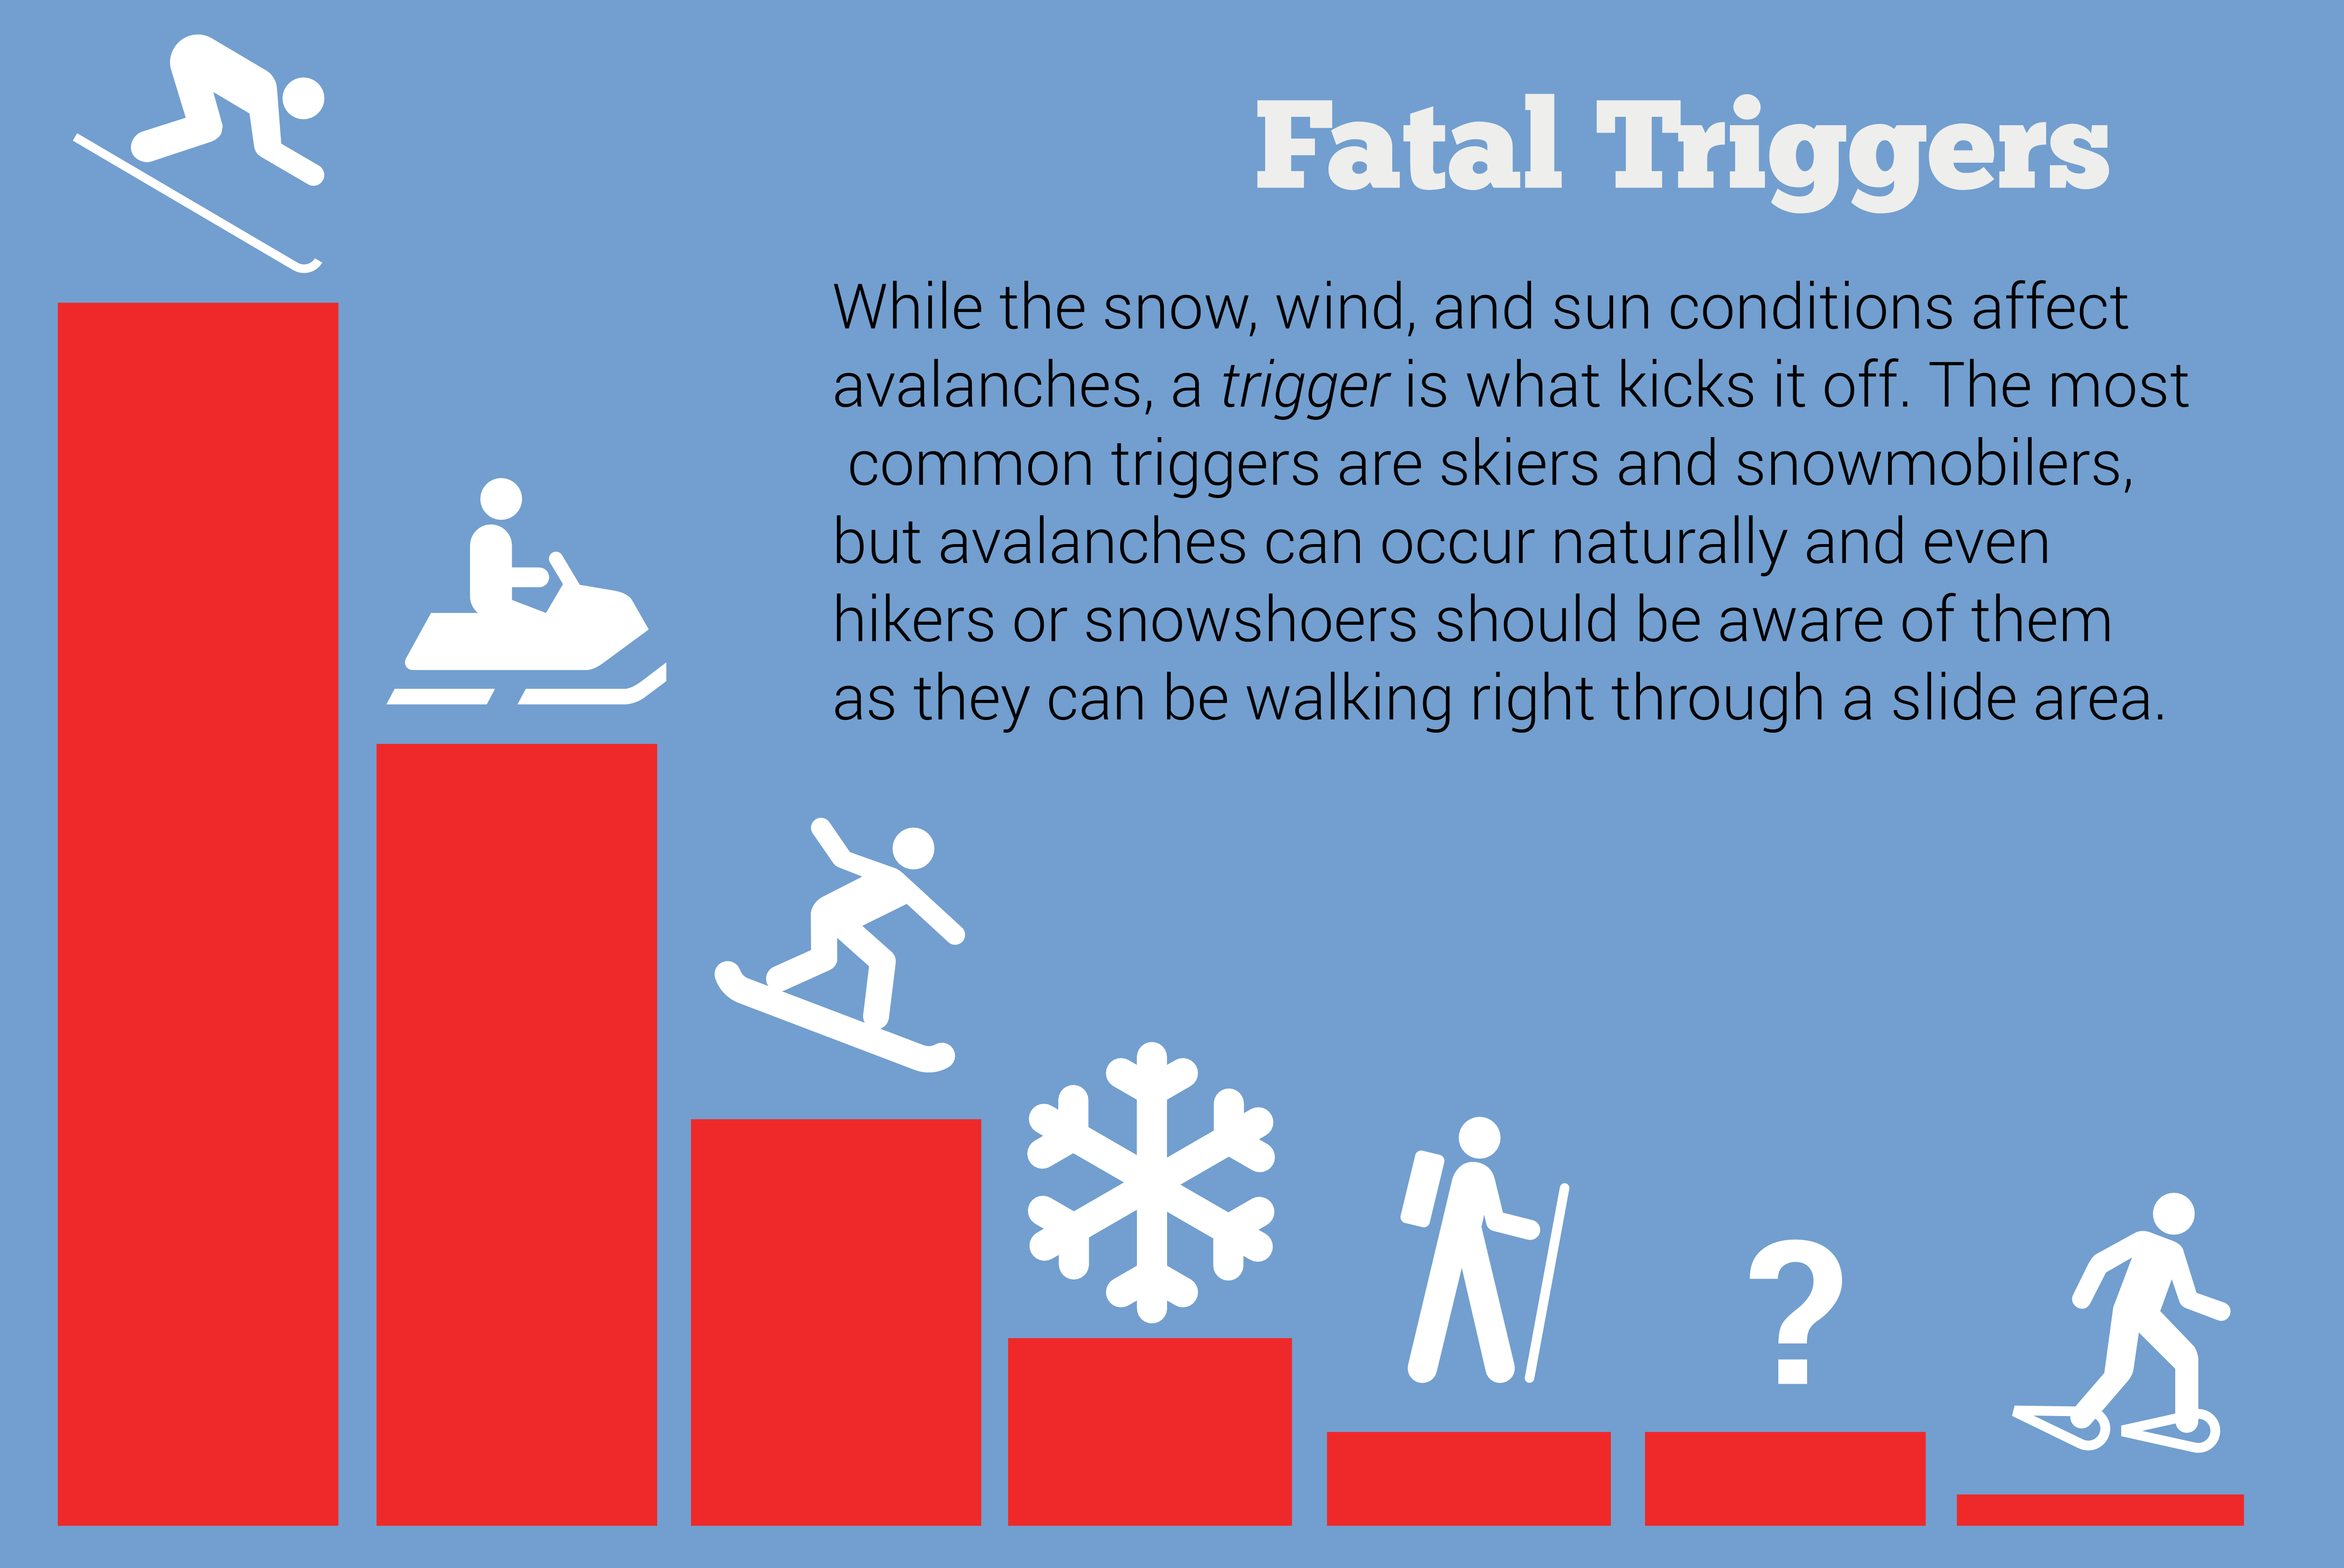 Fatal Triggers
While the snow, wind, and sun conditions affect
avalanches, a trigger is what kicks it off. The most
common triggers are skiers and snowmobilers,
but avalanches can occur naturally and even
hikers or snowshoers should be aware of them
as they can be walking right through a slide area.
?